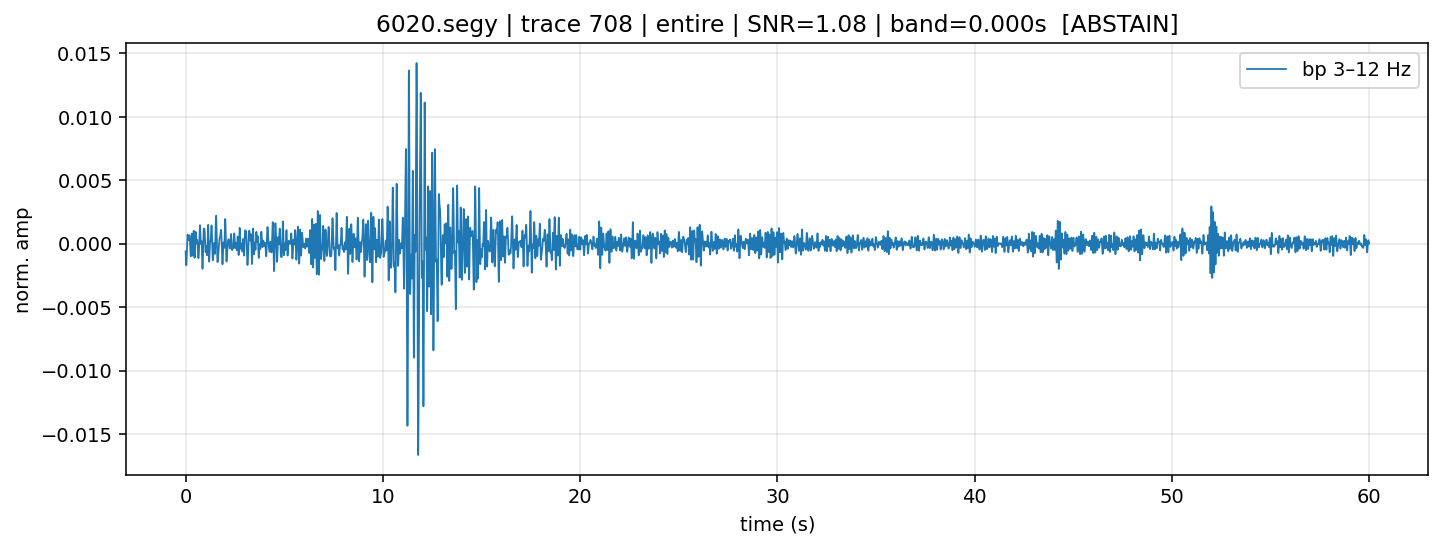 6020.segy | trace 708 | entire | SNR=1.08 | band=0.000s  [ABSTAIN]
bp 3–12 Hz
norm. amp
0.015
0.010
0.005
0.000
−0.005
−0.010
−0.015
0 10 20 30 40 50 60
time (s)